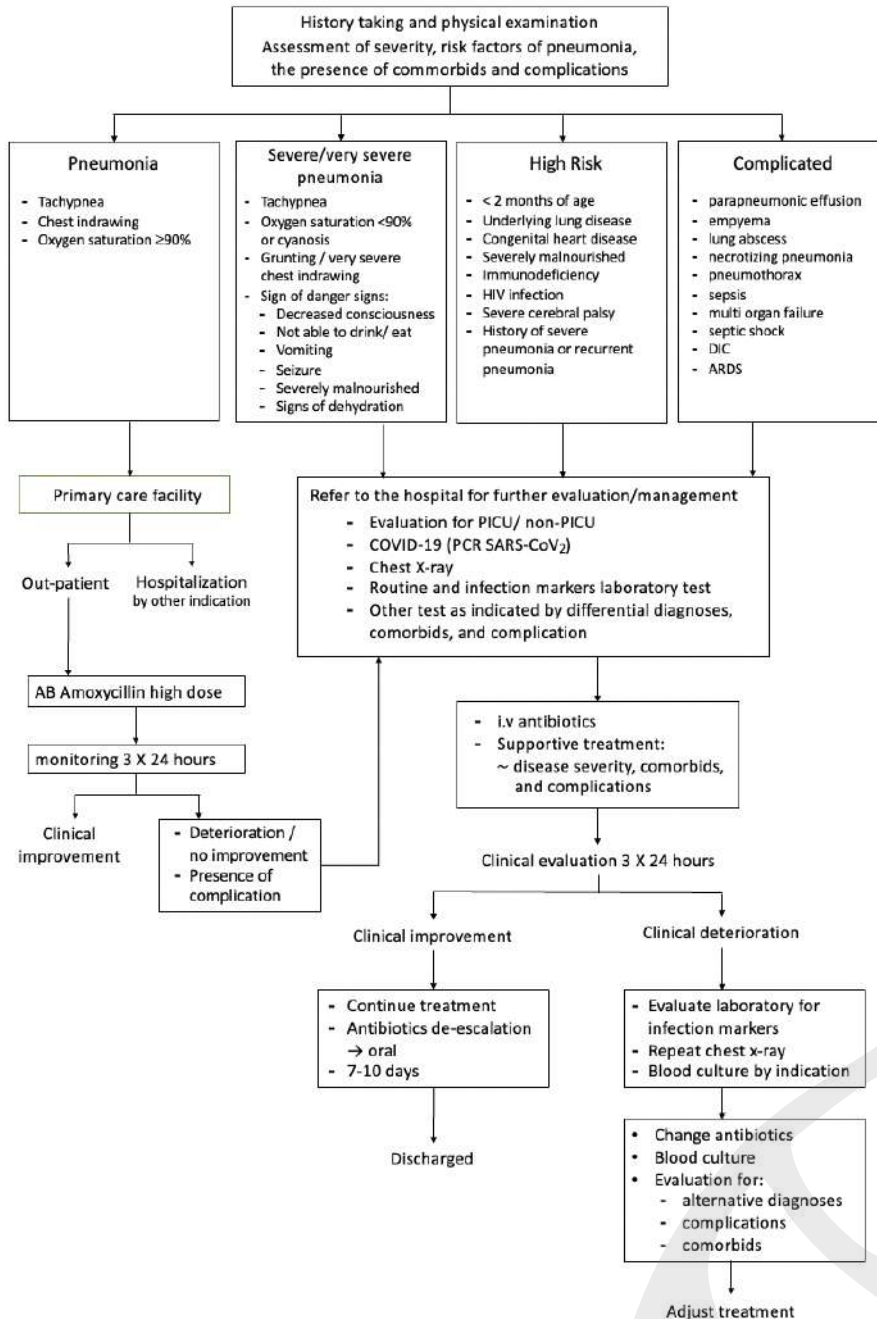 History taking and physical examination
Assessment of severity, risk factors of pneumonia,
the presence of commorbids and complications
Pneumonia
- Tachypnea
- Chest indrawing
- Oxygen saturation ≥90%
Severe/very severe
pneumonia
- Tachypnea
- Oxygen saturation <90%
or cyanosis
- Grunting / very severe
chest indrawing
- Sign of danger signs:
- Decreased consciousness
- Not able to drink/ eat
- Vomiting
- Seizure
- Severely malnourished
- Signs of dehydration
High Risk
- < 2 months of age
- Underlying lung disease
- Congenital heart disease
- Severely malnourished
- Immunodeficiency
- HIV infection
- Severe cerebral palsy
- History of severe
pneumonia or recurrent
pneumonia
Complicated
- parapneumonic effusion
- empyema
- lung abscess
- necrotizing pneumonia
- pneumothorax
- sepsis
- multi organ failure
- septic shock
- DIC
- ARDS
Primary care facility
Out-patient
Hospitalization
by other indication
AB Amoxycillin high dose
monitoring 3 X 24 hours
Clinical
improvement
- Deterioration /
no improvement
- Presence of
complication
Refer to the hospital for further evaluation/management
- Evaluation for PICU/ non-PICU
- COVID-19 (PCR SARS-CoV₂)
- Chest X-ray
- Routine and infection markers laboratory test
- Other test as indicated by differential diagnoses,
comorbids, and complication
- i.v antibiotics
- Supportive treatment:
~ disease severity, comorbids,
and complications
Clinical evaluation 3 X 24 hours
Clinical improvement
- Continue treatment
- Antibiotics de-escalation
→ oral
- 7-10 days
Discharged
Clinical deterioration
- Evaluate laboratory for
infection markers
- Repeat chest x-ray
- Blood culture by indication
• Change antibiotics
• Blood culture
• Evaluation for:
- alternative diagnoses
- complications
- comorbids
Adjust treatment